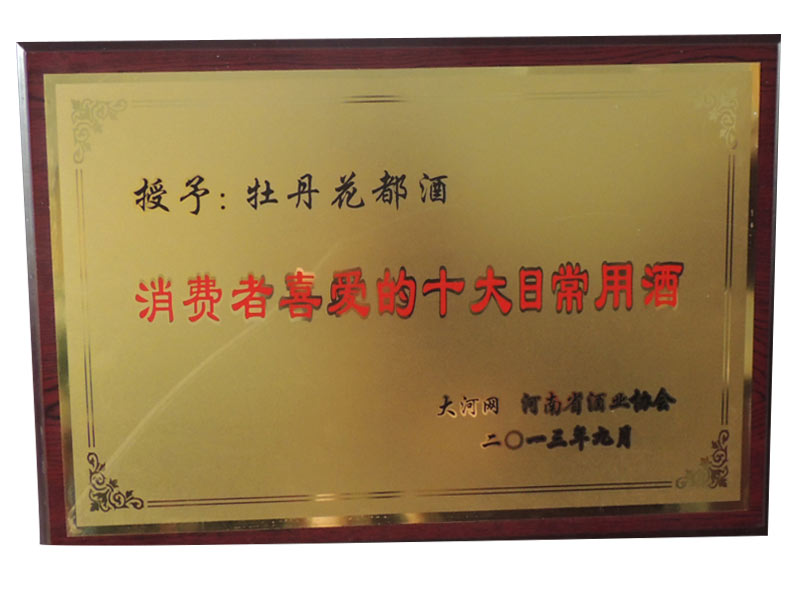 授予：牡丹花都酒
消费者喜爱的十大日常用酒
大河网 河南省酒业协会
二〇一三年九月